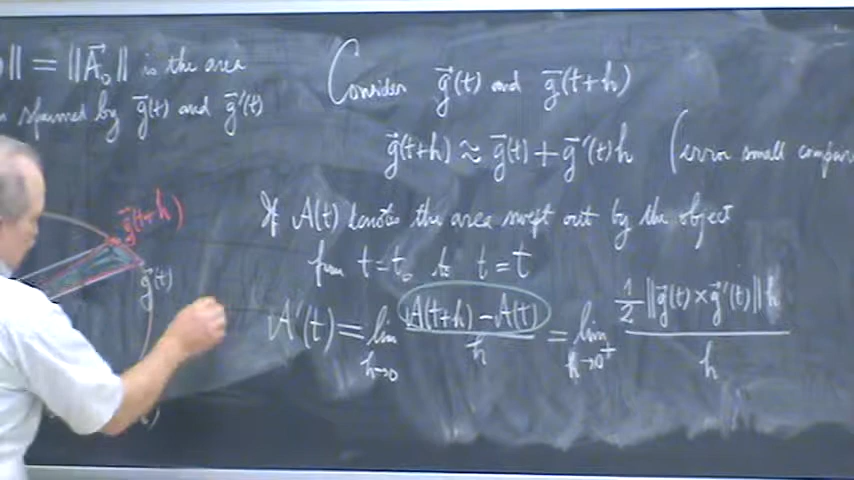 ‖ = ‖A⃗₀‖ is the area
spanned by g⃗(t) and g⃗'(t)
g⃗(t+h)
g⃗(t)
Consider g⃗(t) and g⃗(t+h)
g⃗(t+h) ≈ g⃗(t) + g⃗'(t)h (error small compar
If A(t) denotes the area swept out by the object
from t=t₀ to t=t
A'(t) = lim h→0 (A(t+h) − A(t))/h = lim h→0⁺ (1/2 ‖g⃗(t) × g⃗'(t)‖ h)/h